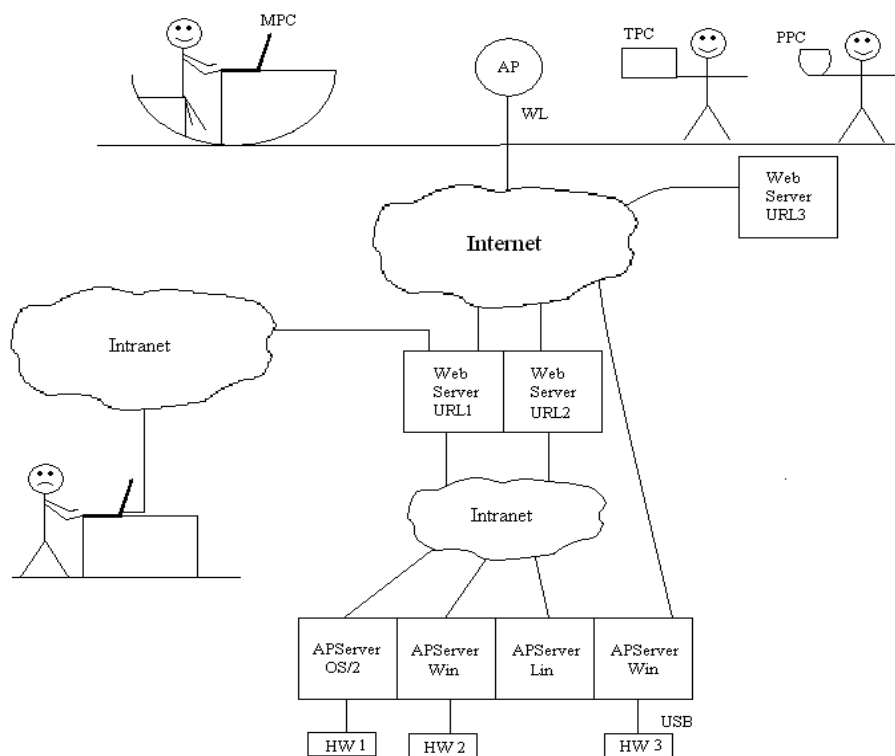 MPC
TPC
PPC
AP
WL
Web
Server
URL3
Internet
Intranet
Web
Server
URL1
Web
Server
URL2
Intranet
APServer
OS/2
APServer
Win
APServer
Lin
APServer
Win
USB
HW 1
HW 2
HW 3